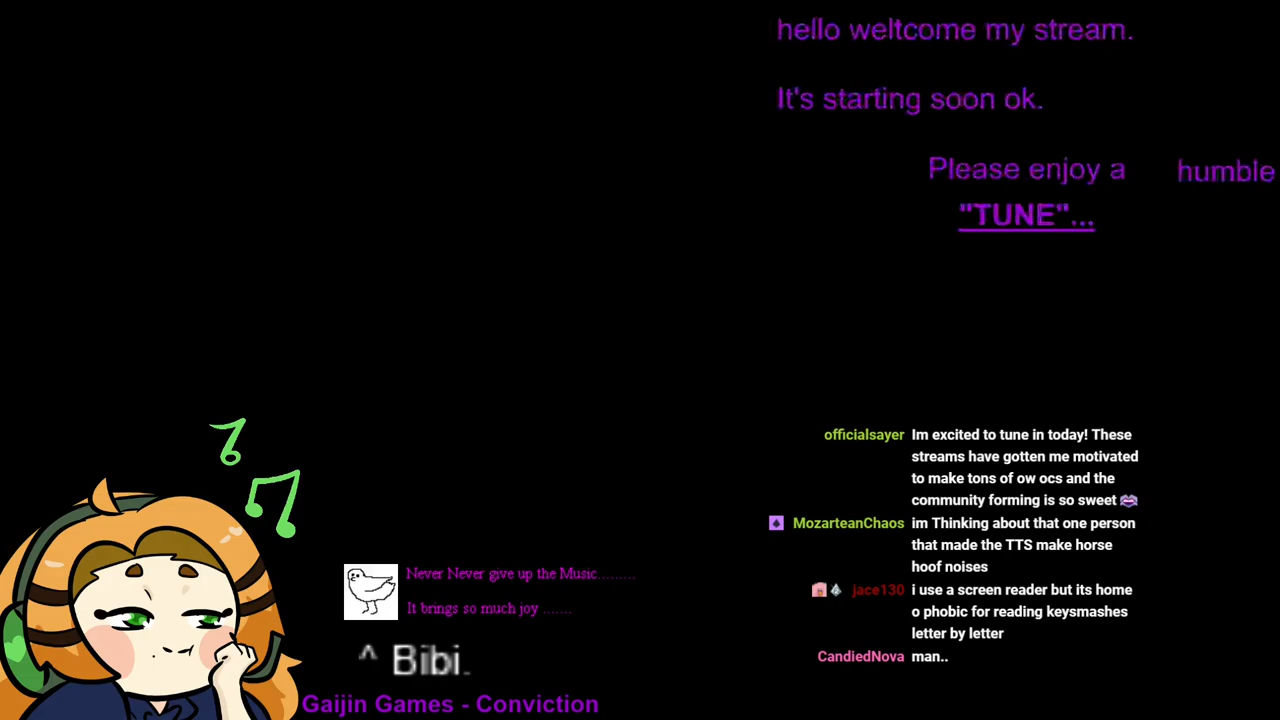 hello weltcome my stream.
It's starting soon ok.
Please enjoy a humble
"TUNE"...
officialsayer Im excited to tune in today! These
streams have gotten me motivated
to make tons of ow ocs and the
community forming is so sweet
MozarteanChaos im Thinking about that one person
that made the TTS make horse
hoof noises
jace130 i use a screen reader but its home
o phobic for reading keysmashes
letter by letter
CandiedNova man..
Never Never give up the Music.........
It brings so much joy .......
^ Bibi.
Gaijin Games - Conviction